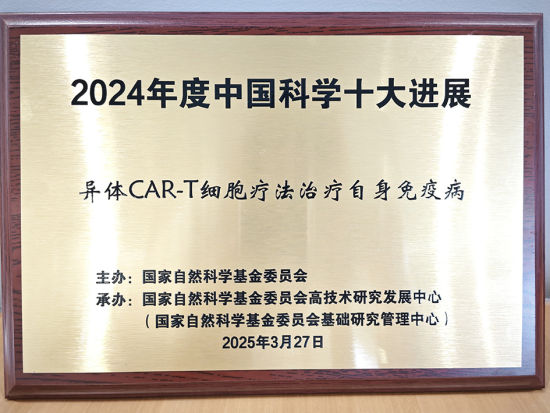 2024年度中国科学十大进展
异体CAR-T细胞疗法治疗自身免疫病
主办：国家自然科学基金委员会
承办：国家自然科学基金委员会高技术研究发展中心
（国家自然科学基金委员会基础研究管理中心）
2025年3月27日